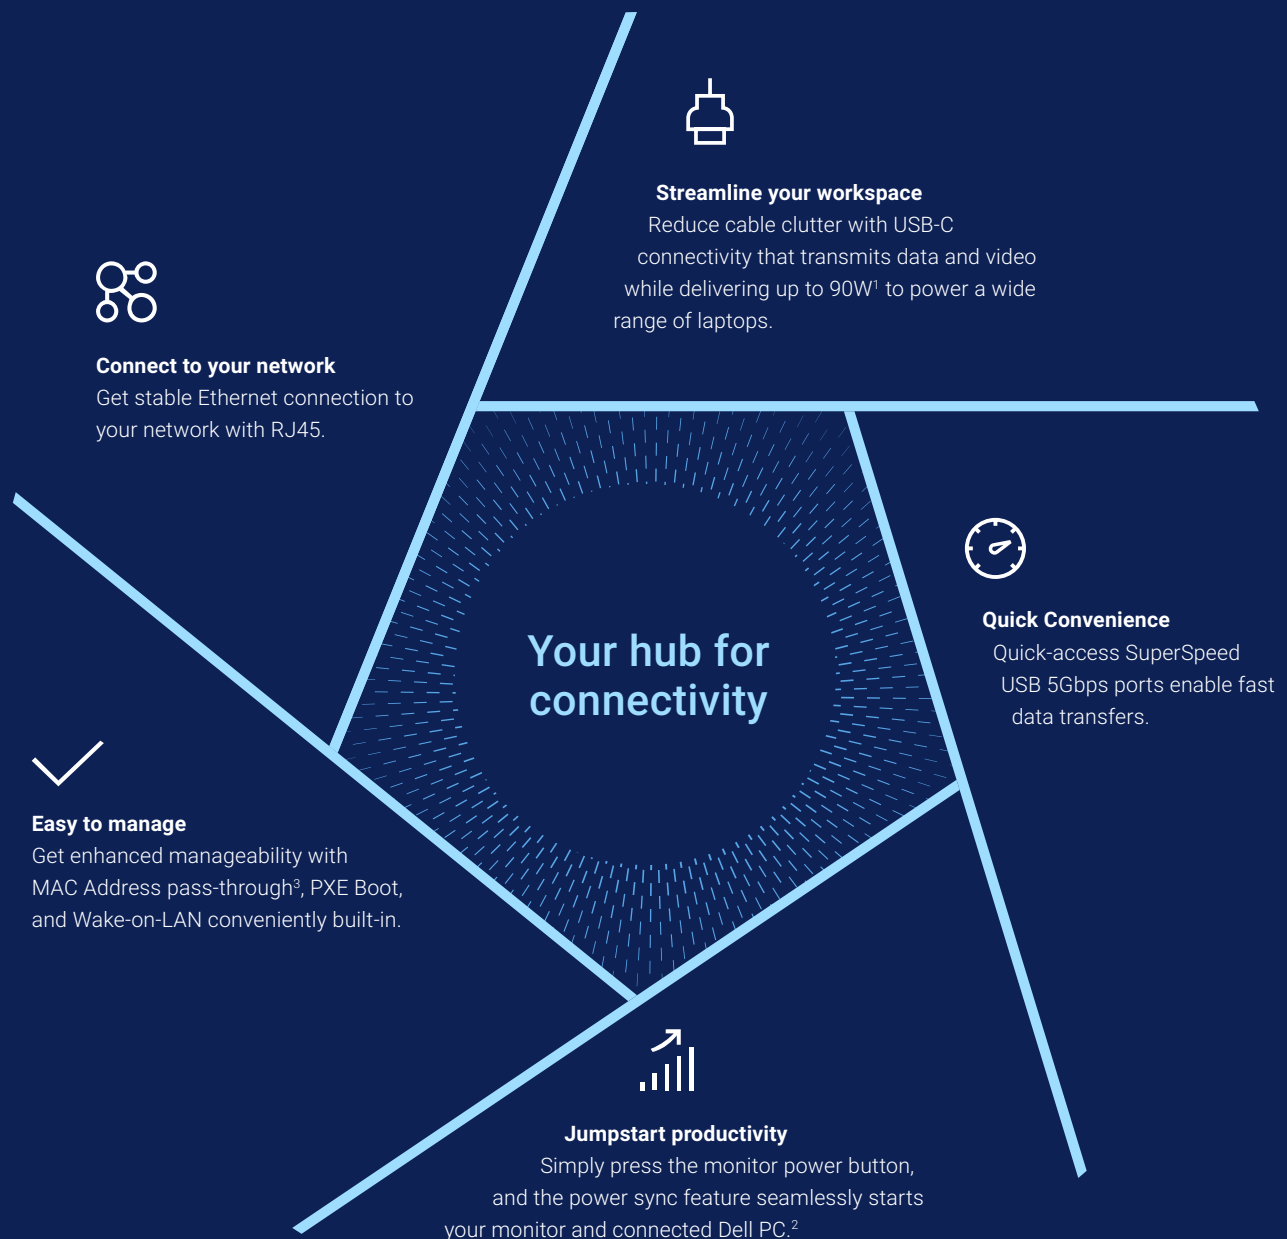 Streamline your workspace
Reduce cable clutter with USB-C
connectivity that transmits data and video
while delivering up to 90W¹ to power a wide
range of laptops.
Connect to your network
Get stable Ethernet connection to
your network with RJ45.
Quick Convenience
Quick-access SuperSpeed
USB 5Gbps ports enable fast
data transfers.
Your hub for
connectivity
Easy to manage
Get enhanced manageability with
MAC Address pass-through³, PXE Boot,
and Wake-on-LAN conveniently built-in.
Jumpstart productivity
Simply press the monitor power button,
and the power sync feature seamlessly starts
your monitor and connected Dell PC.²